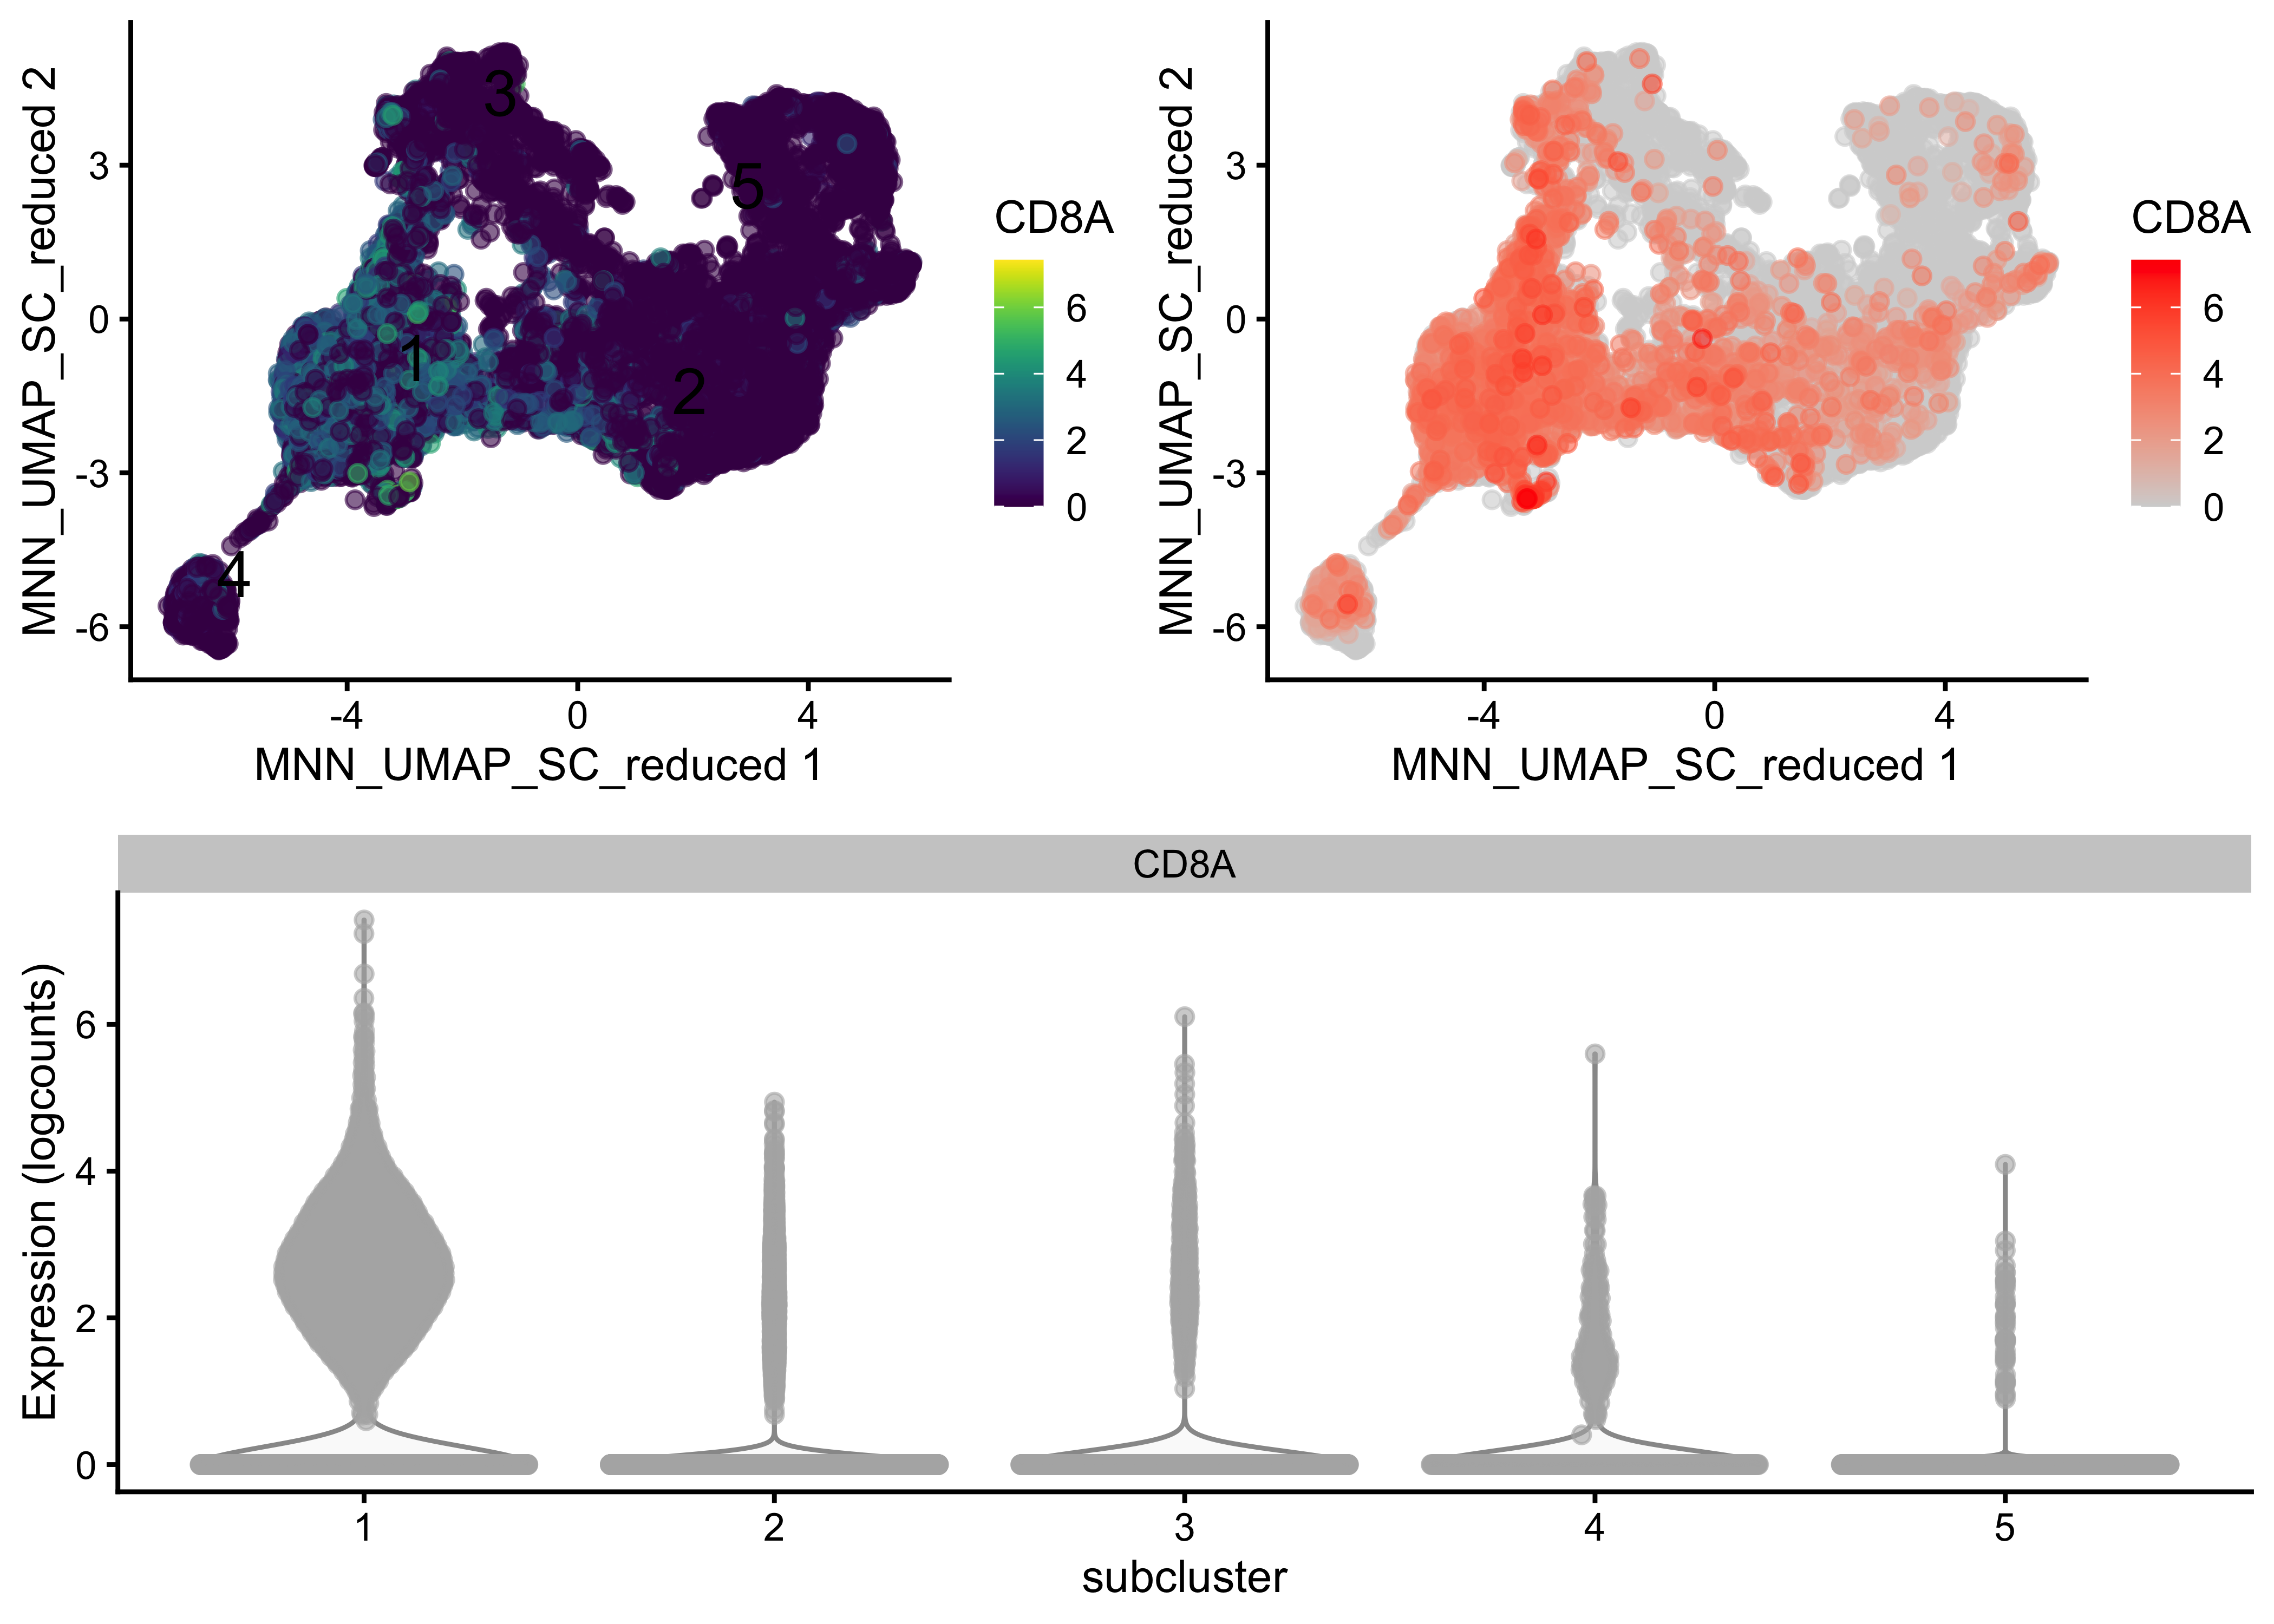 MNN_UMAP_SC_reduced 2
3
0
-3
-6
-4 0 4
MNN_UMAP_SC_reduced 1
3
5
1
2
4
CD8A
6
4
2
0
MNN_UMAP_SC_reduced 2
3
0
-3
-6
-4 0 4
MNN_UMAP_SC_reduced 1
CD8A
6
4
2
0
CD8A
Expression (logcounts)
6
4
2
0
1 2 3 4 5
subcluster